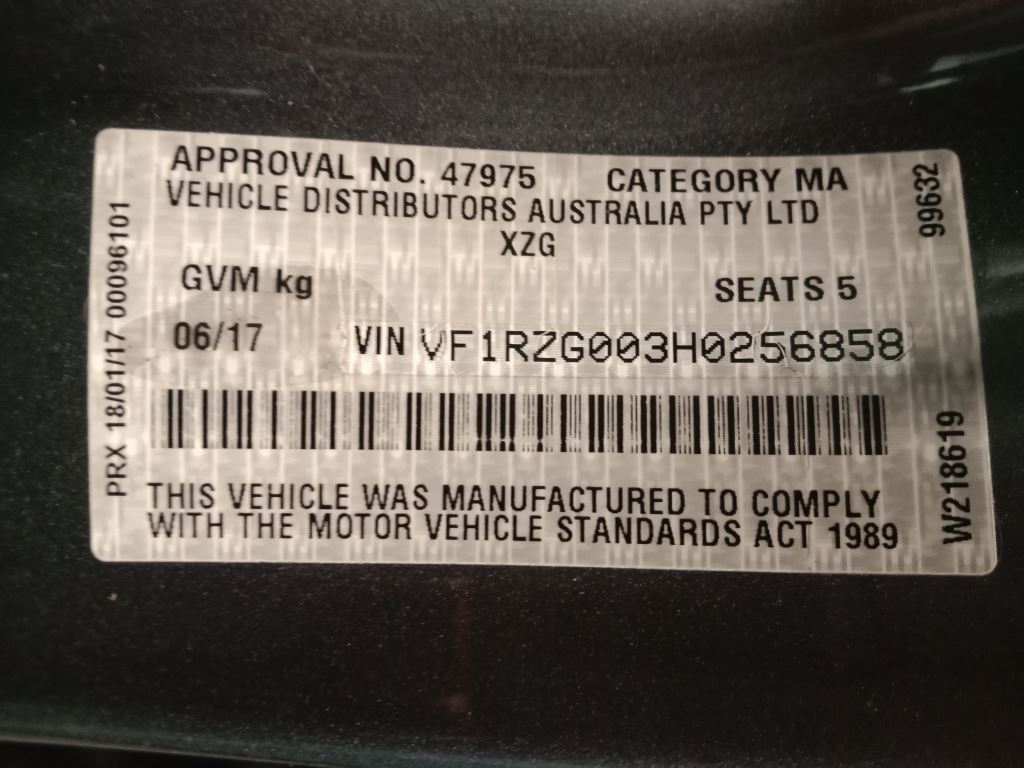 APPROVAL NO. 47975 CATEGORY MA
VEHICLE DISTRIBUTORS AUSTRALIA PTY LTD
XZG
GVM kg SEATS 5
06/17 VIN VF1RZG003H0256858
THIS VEHICLE WAS MANUFACTURED TO COMPLY
WITH THE MOTOR VEHICLE STANDARDS ACT 1989
PRX 18/01/17 00096101
99632
W218619